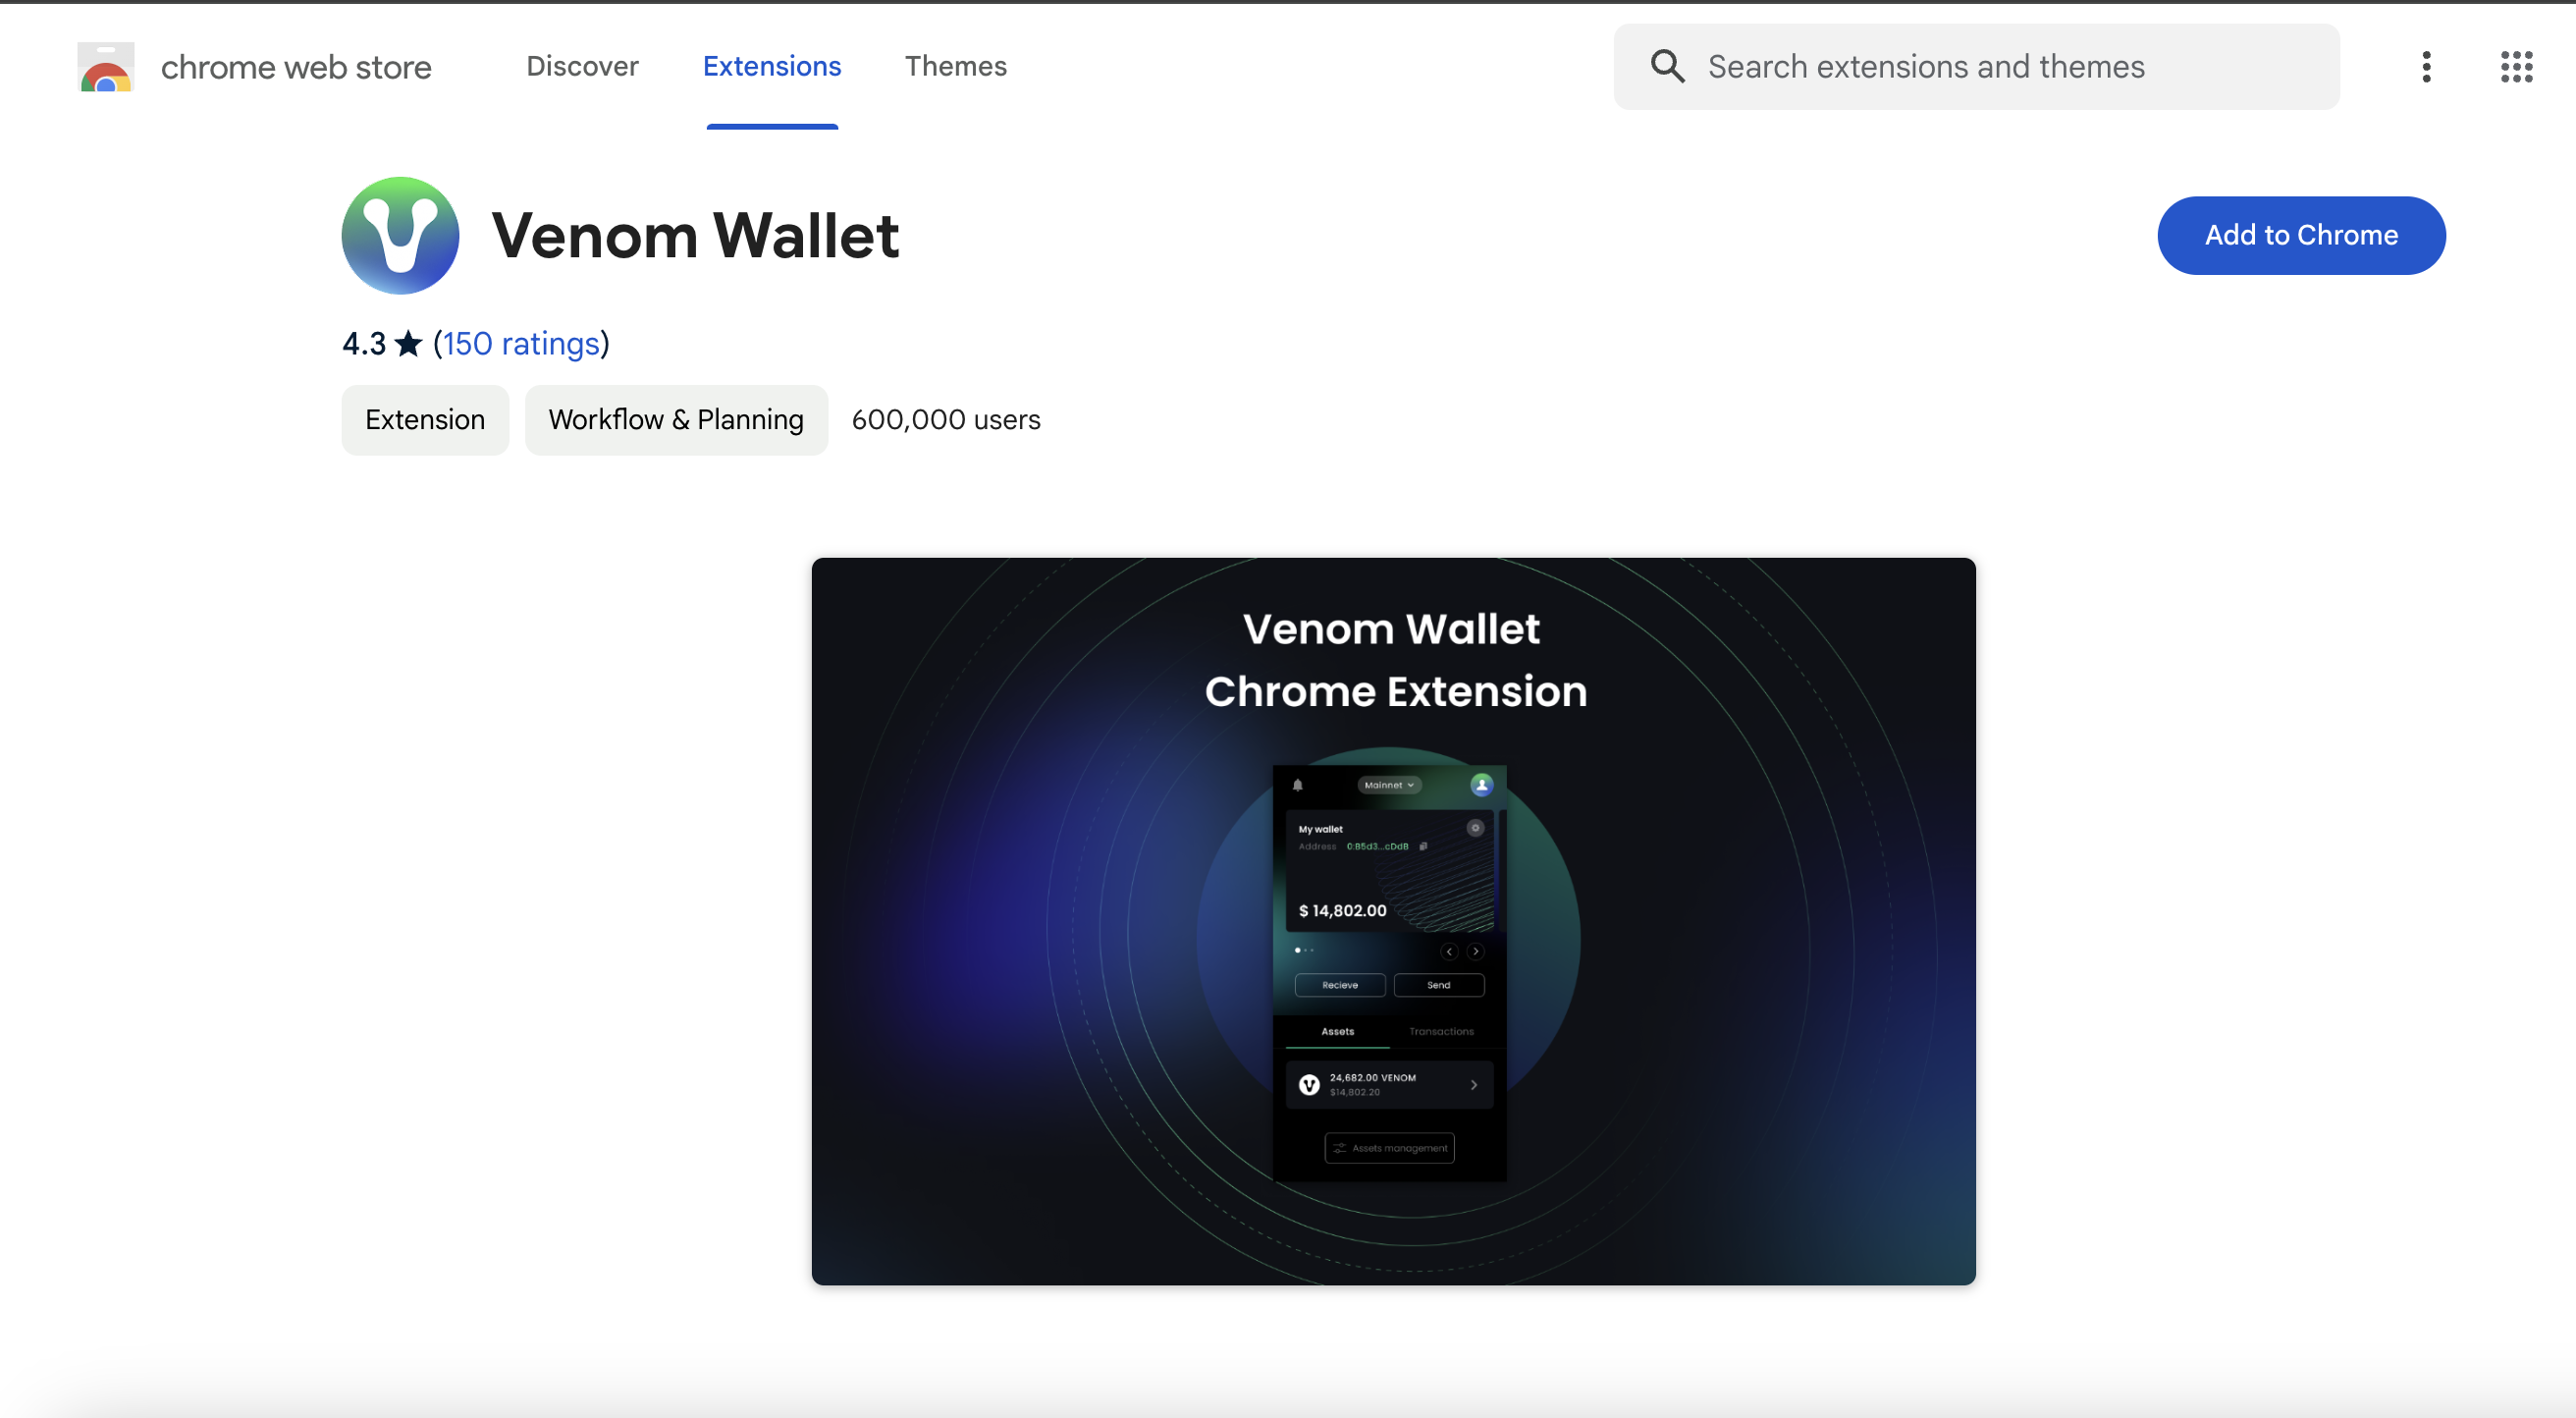 chrome web store Discover Extensions Themes Search extensions and themes
Venom Wallet Add to Chrome
4.3 ★ (150 ratings)
Extension Workflow & Planning 600,000 users
Venom Wallet
Chrome Extension
Mainnet
My wallet
Address 0:B5d3...cDdB
$ 14,802.00
Recieve Send
Assets Transactions
24,682.00 VENOM
$14,802.20
Assets management